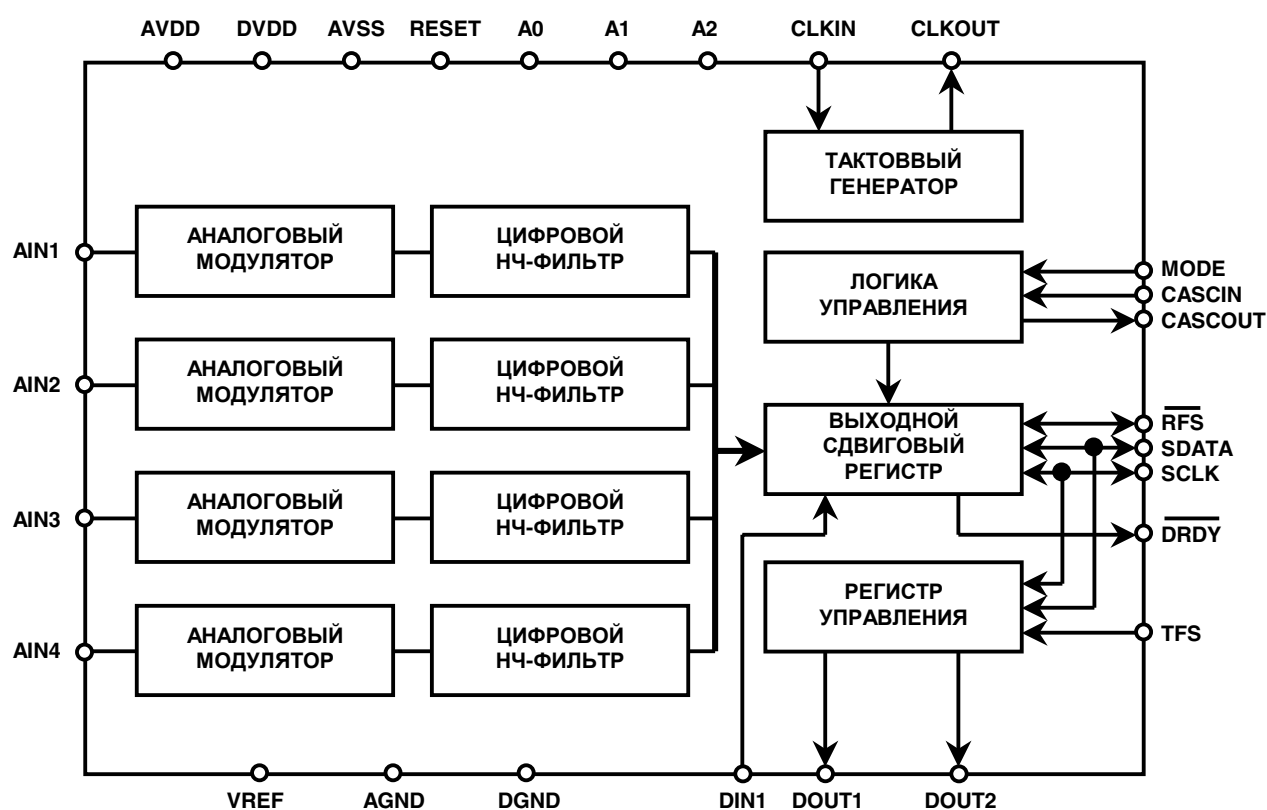 AVDD DVDD AVSS RESET A0 A1 A2 CLKIN CLKOUT
ТАКТОВВЫЙ
ГЕНЕРАТОР
AIN1
АНАЛОГОВЫЙ
МОДУЛЯТОР
ЦИФРОВОЙ
НЧ-ФИЛЬТР
ЛОГИКА
УПРАВЛЕНИЯ
MODE
CASCIN
CASCOUT
AIN2
АНАЛОГОВЫЙ
МОДУЛЯТОР
ЦИФРОВОЙ
НЧ-ФИЛЬТР
ВЫХОДНОЙ
СДВИГОВЫЙ
РЕГИСТР
RFS
SDATA
SCLK
DRDY
AIN3
АНАЛОГОВЫЙ
МОДУЛЯТОР
ЦИФРОВОЙ
НЧ-ФИЛЬТР
РЕГИСТР
УПРАВЛЕНИЯ
TFS
AIN4
АНАЛОГОВЫЙ
МОДУЛЯТОР
ЦИФРОВОЙ
НЧ-ФИЛЬТР
VREF AGND DGND DIN1 DOUT1 DOUT2